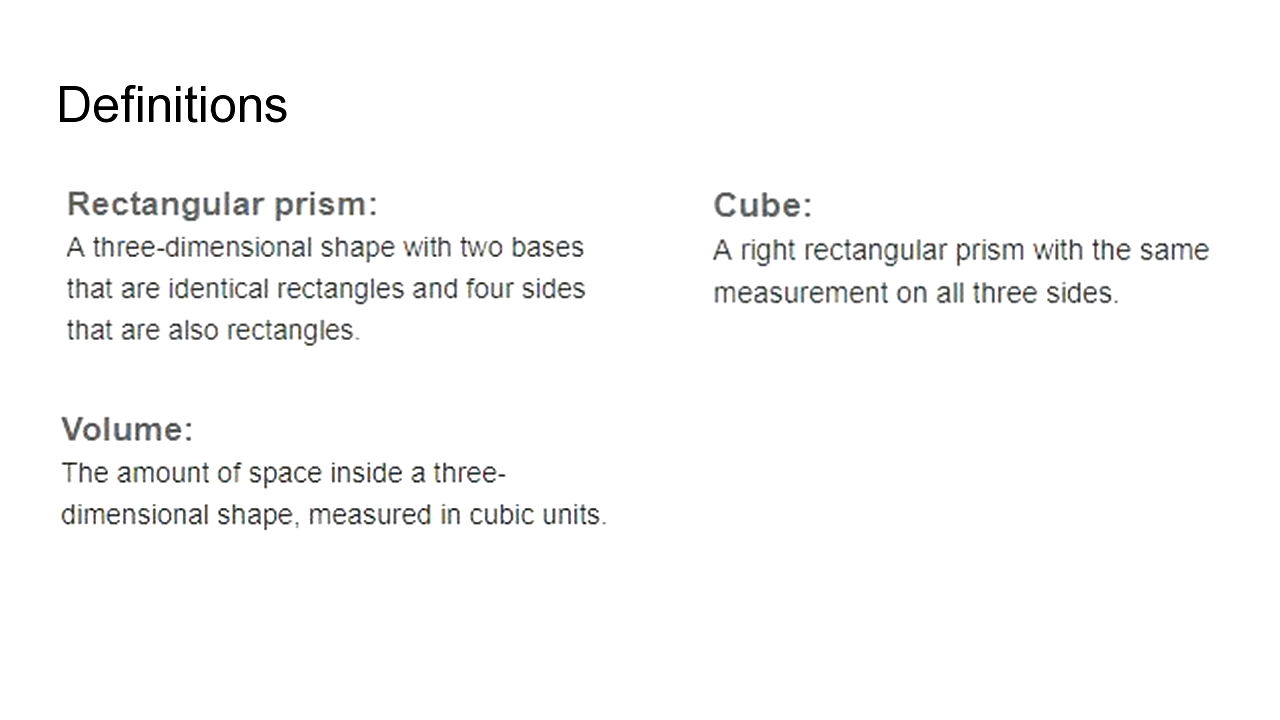 Definitions
Rectangular prism:
A three-dimensional shape with two bases
that are identical rectangles and four sides
that are also rectangles.
Cube:
A right rectangular prism with the same
measurement on all three sides.
Volume:
The amount of space inside a three-
dimensional shape, measured in cubic units.